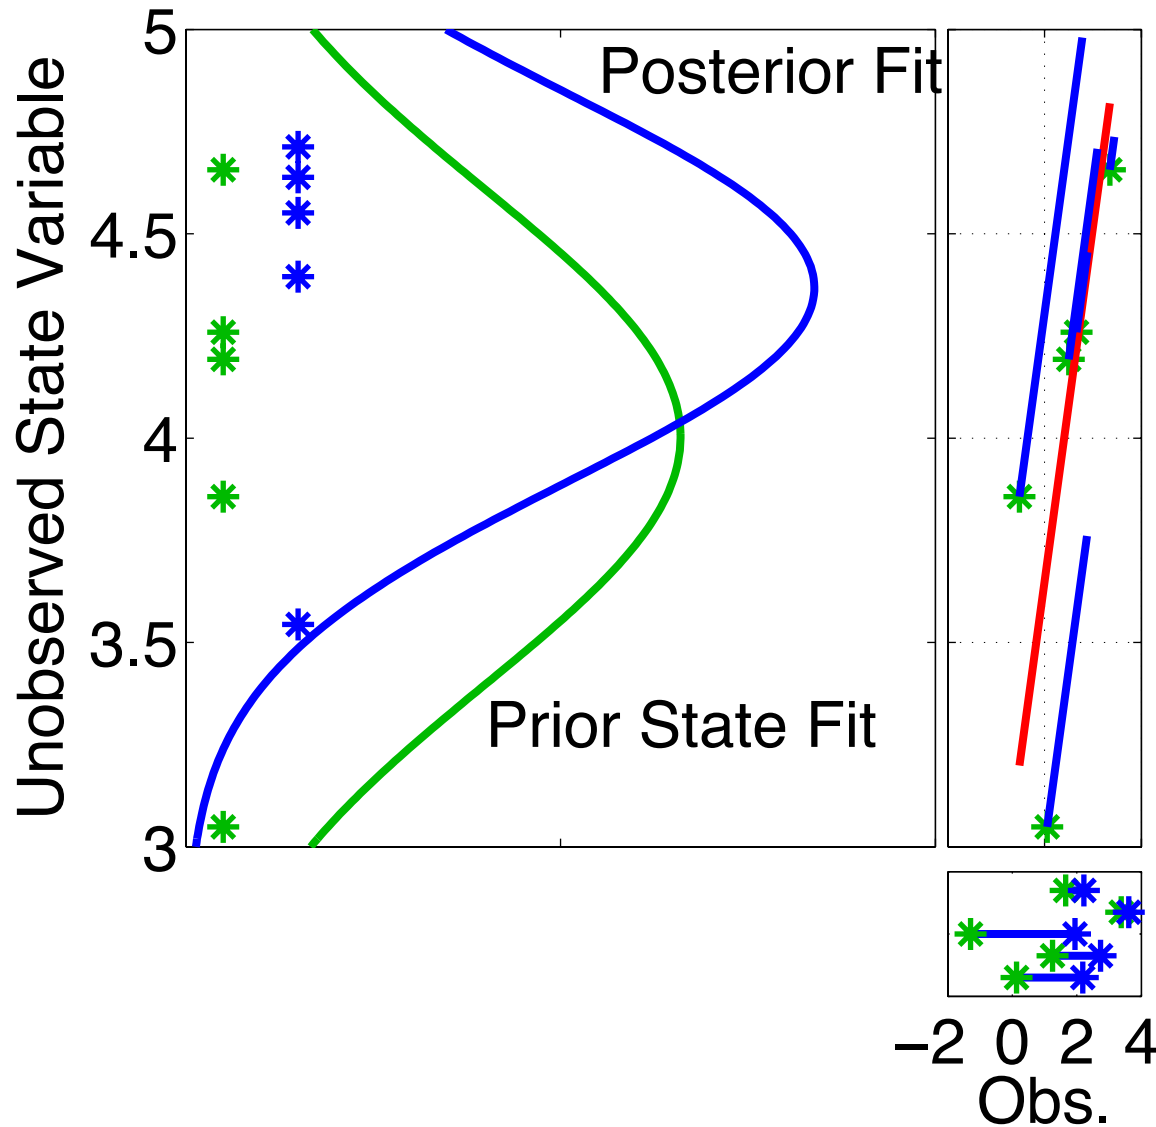 5
Posterior Fit
Unobserved State Variable
4.5
4
3.5
Prior State Fit
3
−2 0 2 4
Obs.